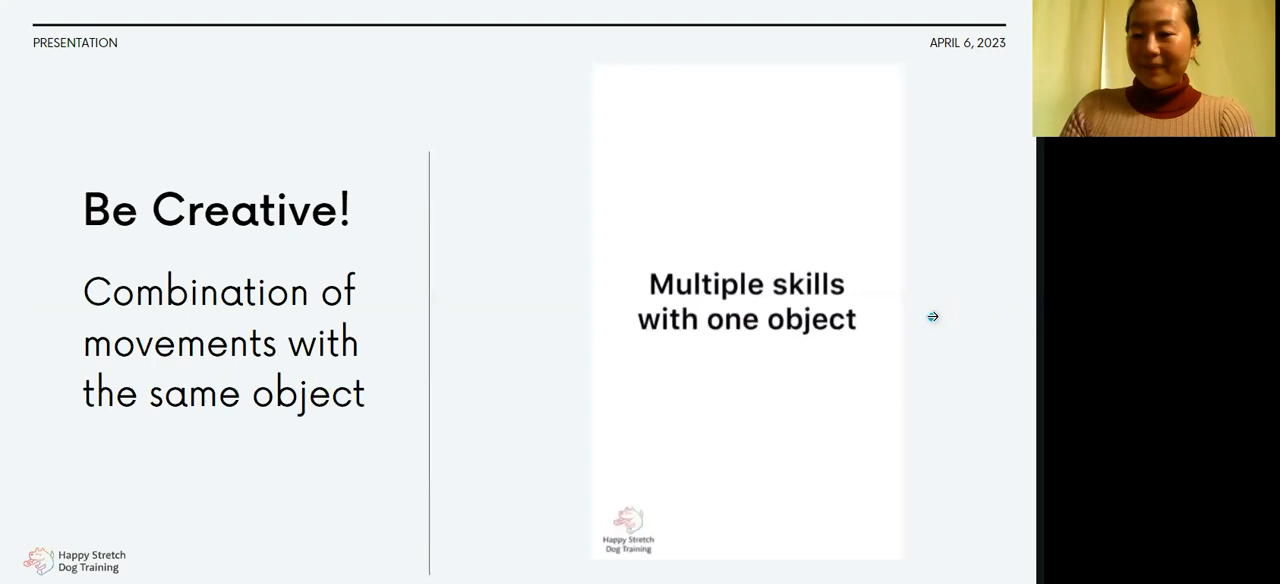 PRESENTATION
APRIL 6, 2023
Be Creative!
Combination of
movements with
the same object
Multiple skills
with one object
Happy Stretch
Dog Training
Happy Stretch
Dog Training